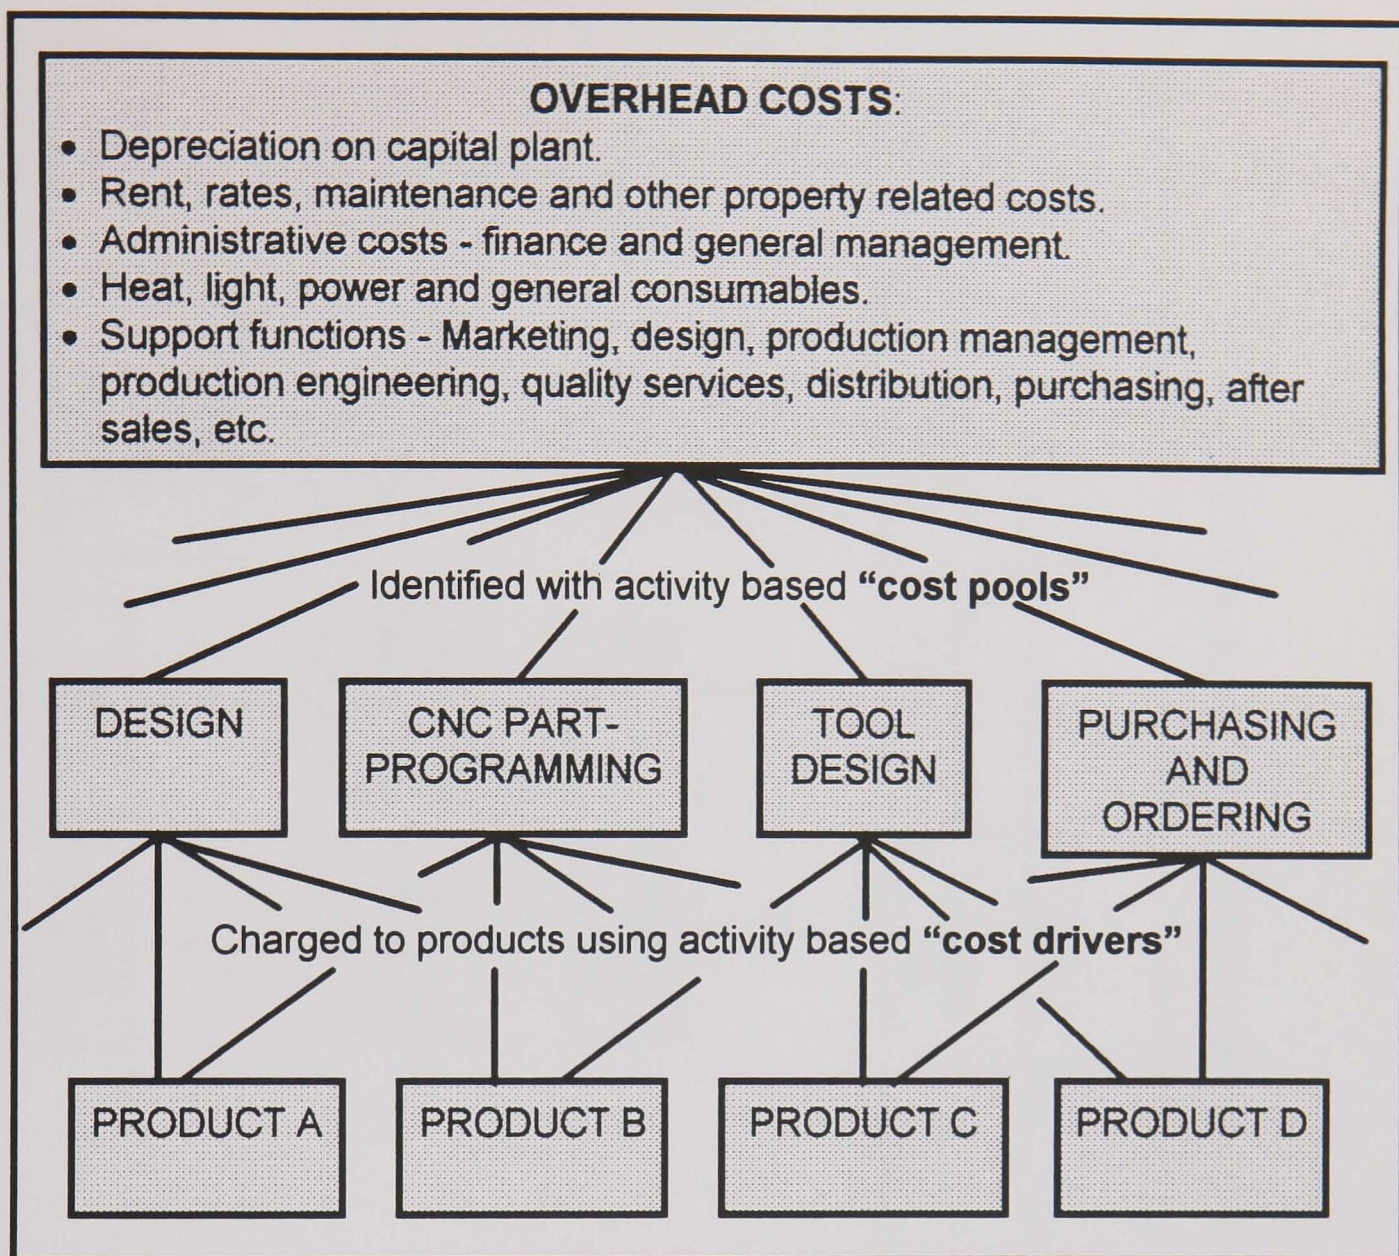 OVERHEAD COSTS:
• Depreciation on capital plant.
• Rent, rates, maintenance and other property related costs.
• Administrative costs - finance and general management.
• Heat, light, power and general consumables.
• Support functions - Marketing, design, production management,
production engineering, quality services, distribution, purchasing, after
sales, etc.
Identified with activity based “cost pools”
DESIGN
CNC PART-
PROGRAMMING
TOOL
DESIGN
PURCHASING
AND
ORDERING
Charged to products using activity based “cost drivers”
PRODUCT A
PRODUCT B
PRODUCT C
PRODUCT D